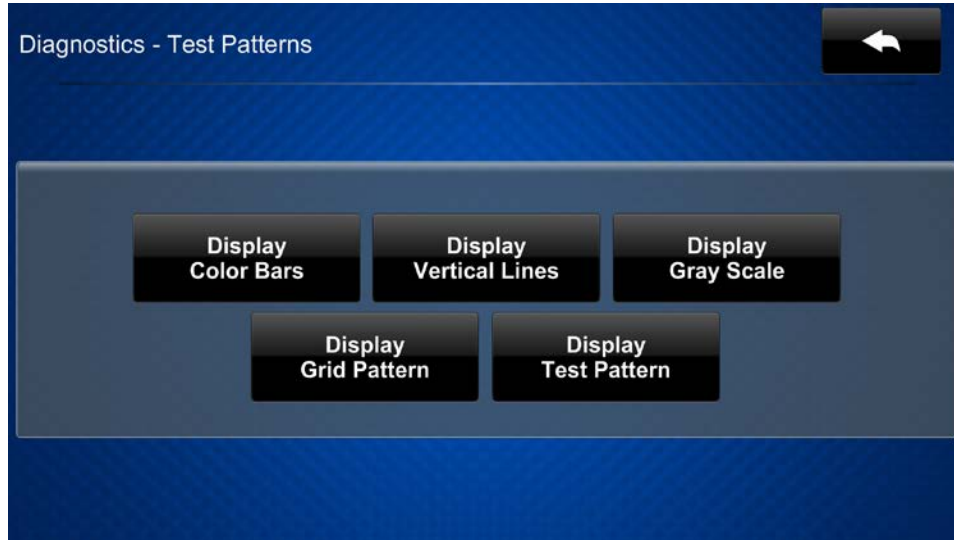 Diagnostics - Test Patterns
Display
Color Bars
Display
Vertical Lines
Display
Gray Scale
Display
Grid Pattern
Display
Test Pattern